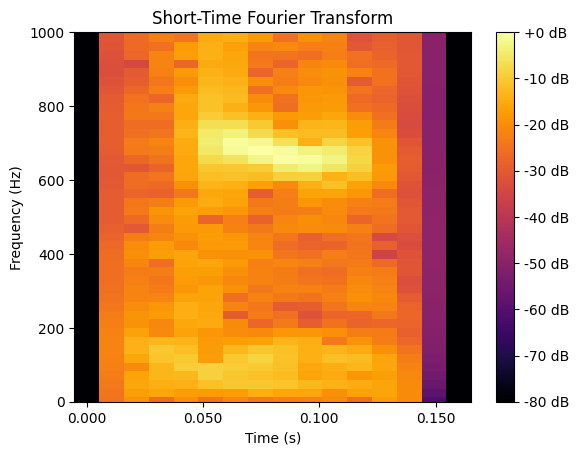 Short-Time Fourier Transform
1000
800
600
400
200
0
Frequency (Hz)
0.000
0.050
0.100
0.150
Time (s)
+0 dB
-10 dB
-20 dB
-30 dB
-40 dB
-50 dB
-60 dB
-70 dB
-80 dB